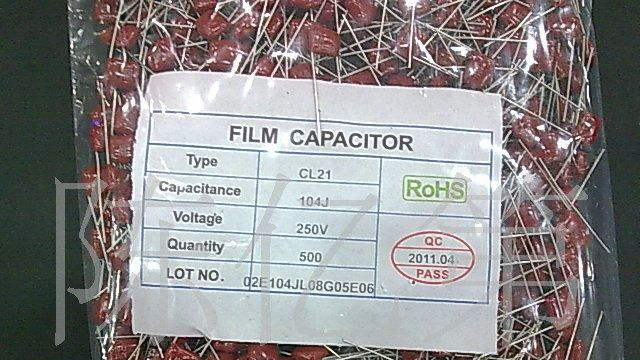 FILM CAPACITOR
Type CL21
Capacitance 104J
Voltage 250V
Quantity 500
LOT NO. 02E104JL08G05E06
RoHS
QC
2011.04
PASS